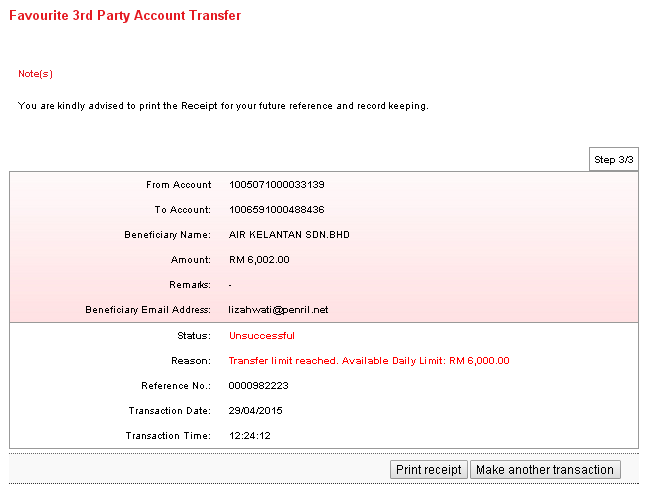 Favourite 3rd Party Account Transfer
Note(s)
You are kindly advised to print the Receipt for your future reference and record keeping.
Step 3/3
From Account 1005071000033139
To Account: 1006591000488436
Beneficiary Name: AIR KELANTAN SDN.BHD
Amount: RM 6,002.00
Remarks: -
Beneficiary Email Address: lizahwati@penril.net
Status: Unsuccessful
Reason: Transfer limit reached. Available Daily Limit: RM 6,000.00
Reference No.: 0000982223
Transaction Date: 29/04/2015
Transaction Time: 12:24:12
Print receipt Make another transaction